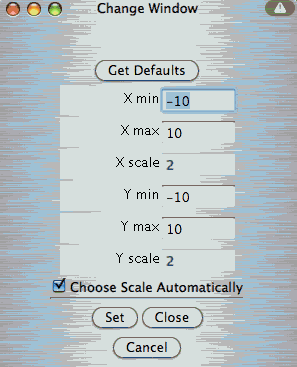 Change Window
Get Defaults
X min -10
X max 10
X scale 2
Y min -10
Y max 10
Y scale 2
Choose Scale Automatically
Set Close
Cancel